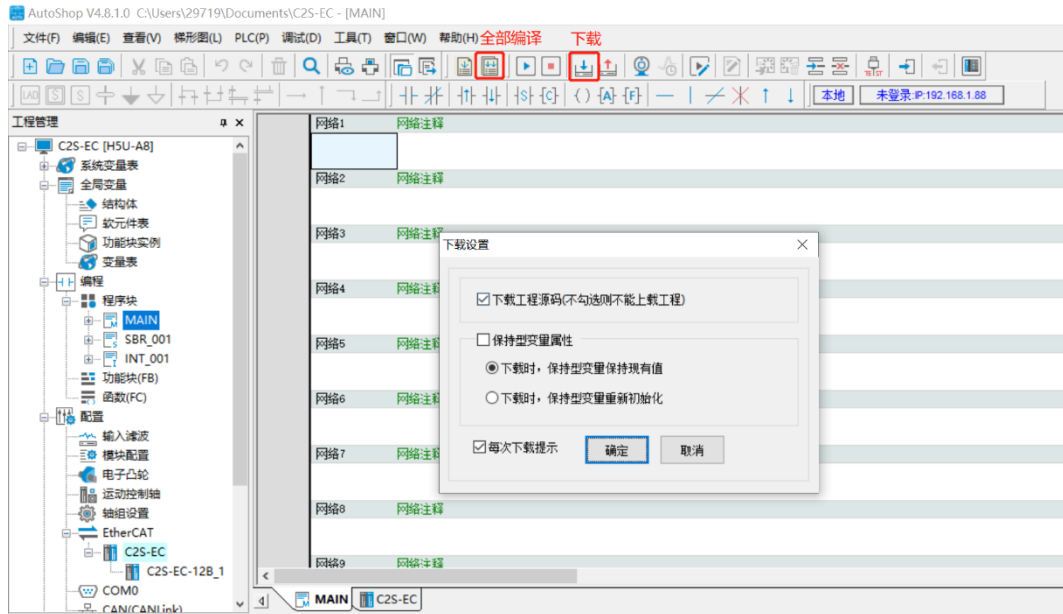 AutoShop V4.8.1.0 C:\Users\29719\Documents\C2S-EC - [MAIN]
文件(F) 编辑(E) 查看(V) 梯形图(L) PLC(P) 调试(D) 工具(T) 窗口(W) 帮助(H) 全部编译 下载
LAD S S S C A F 本地 未登录:IP:192.168.1.88
工程管理
C2S-EC [H5U-A8]
系统变量表
全局变量
结构体
软元件表
功能块实例
变量表
编程
程序块
MAIN
SBR_001
INT_001
功能块(FB)
函数(FC)
配置
输入滤波
模块配置
电子凸轮
运动控制轴
轴组设置
EtherCAT
C2S-EC
C2S-EC-12B_1
COM0
CAN(CANLink)
网络1 网络注释
网络2 网络注释
网络3 网络注释
网络4 网络注释
网络5 网络注释
网络6 网络注释
网络7 网络注释
网络8 网络注释
网络9 网络注释
下载设置
下载工程源码(不勾选则不能上载工程)
保持型变量属性
下载时，保持型变量保持现有值
下载时，保持型变量重新初始化
每次下载提示 确定 取消
MAIN C2S-EC